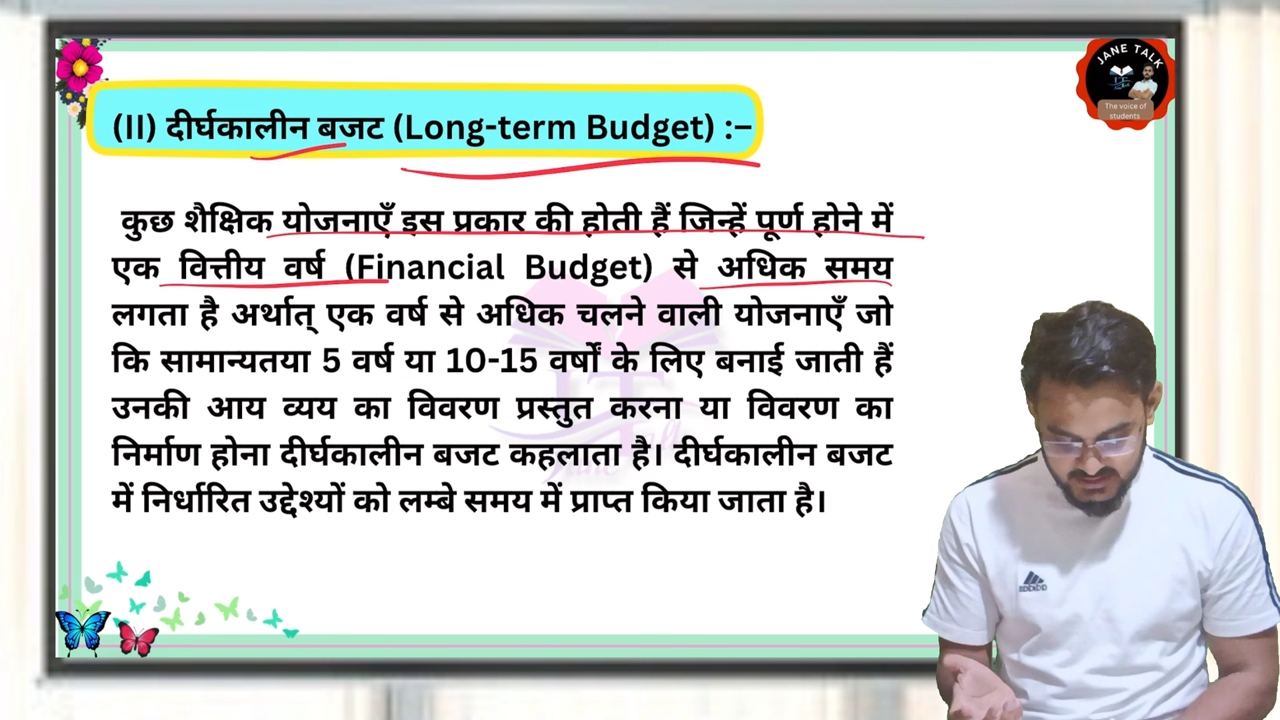 (II) दीर्घकालीन बजट (Long-term Budget) :–
JANE TALK
The voice of
students
कुछ शैक्षिक योजनाएँ इस प्रकार की होती हैं जिन्हें पूर्ण होने में
एक वित्तीय वर्ष (Financial Budget) से अधिक समय
लगता है अर्थात् एक वर्ष से अधिक चलने वाली योजनाएँ जो
कि सामान्यतया 5 वर्ष या 10-15 वर्षों के लिए बनाई जाती हैं
उनकी आय व्यय का विवरण प्रस्तुत करना या विवरण का
निर्माण होना दीर्घकालीन बजट कहलाता है। दीर्घकालीन बजट
में निर्धारित उद्देश्यों को लम्बे समय में प्राप्त किया जाता है।